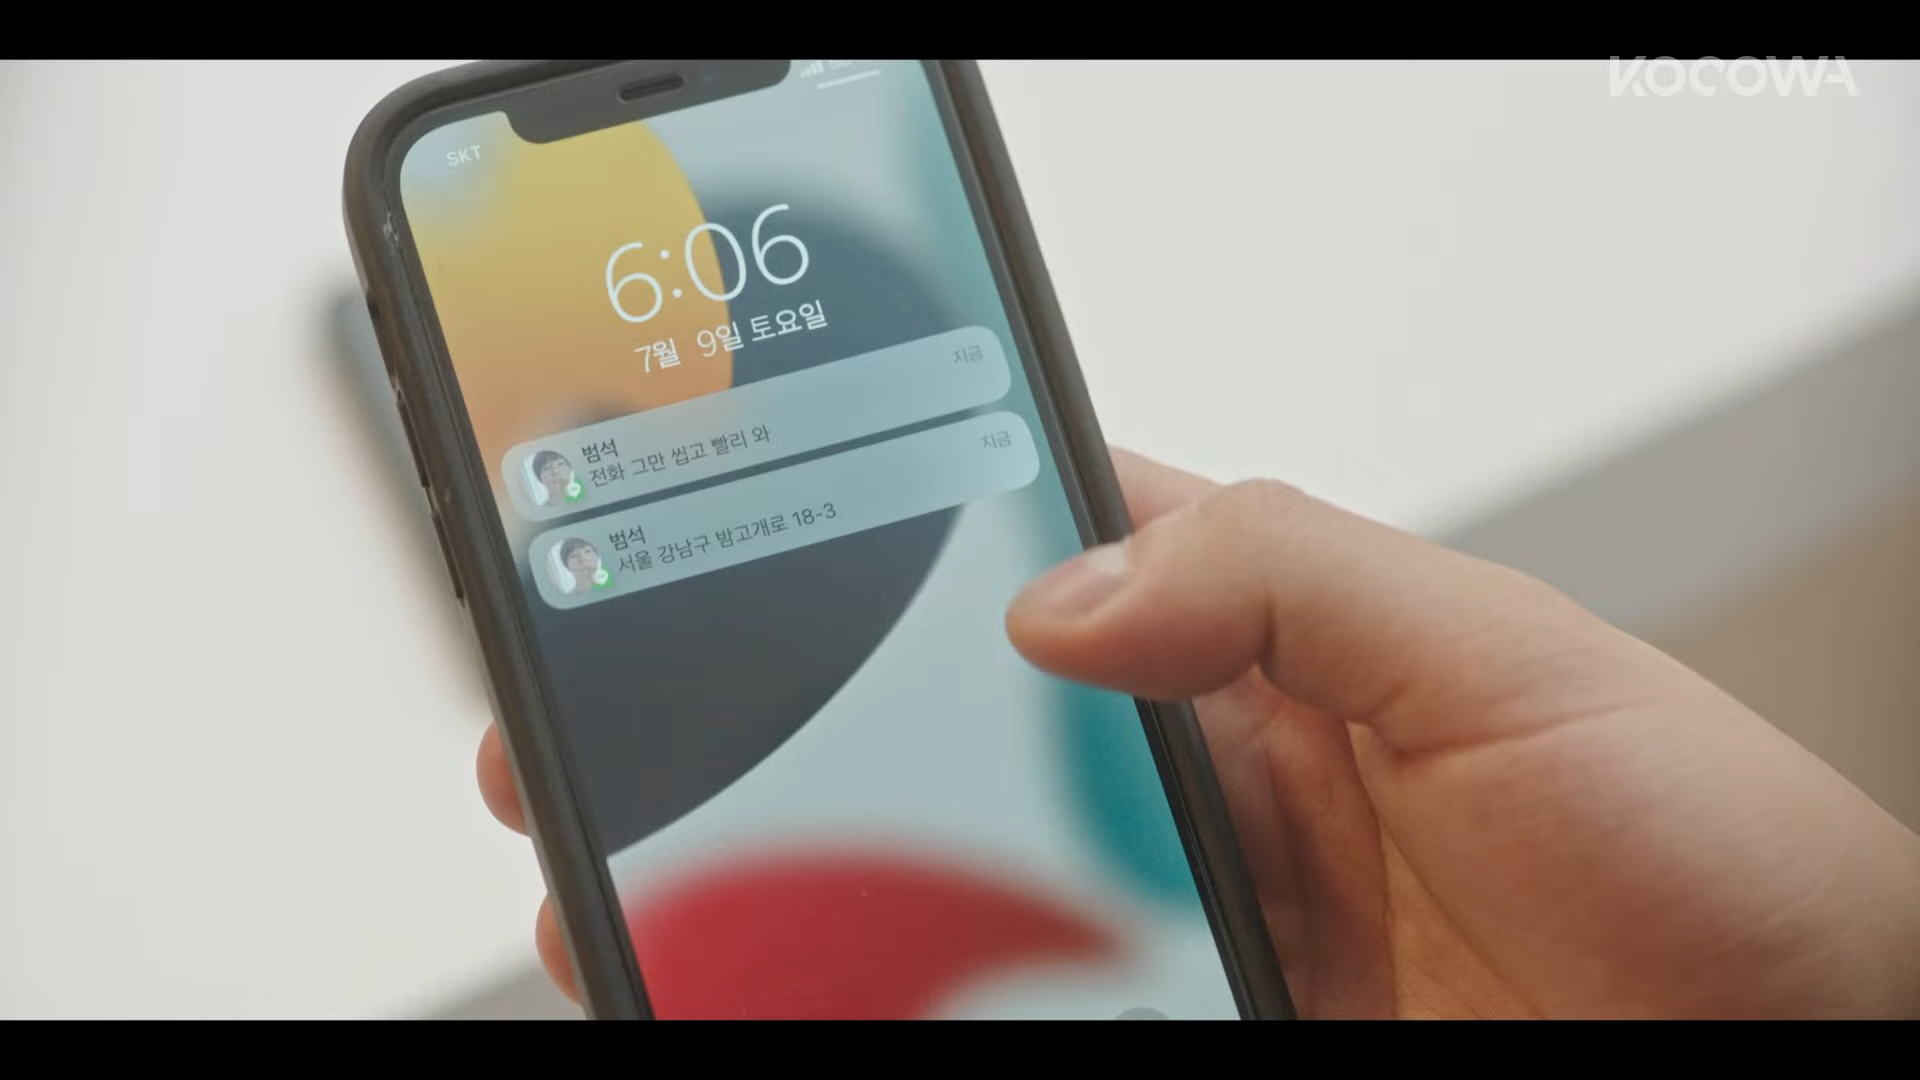 KOCOWA
SKT
6:06
7월 9일 토요일
지금
범석
전화 그만 씹고 빨리 와
지금
범석
서울 강남구 밤고개로 18-3